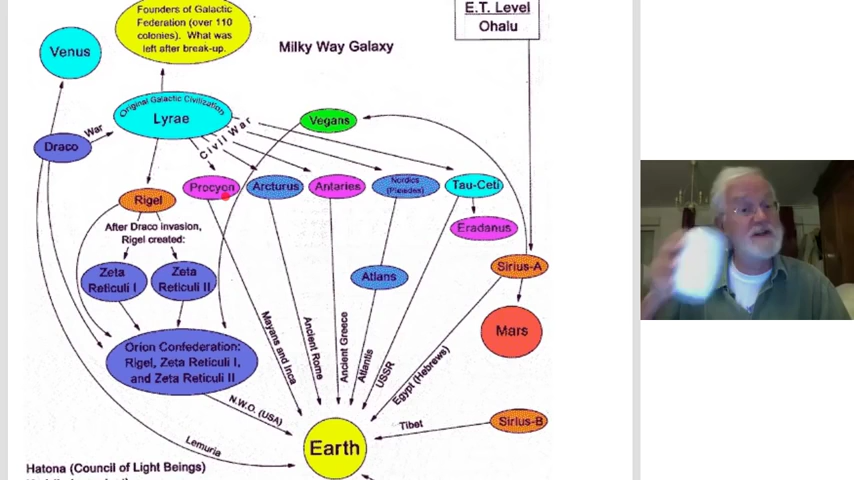 Founders of Galactic
Federation (over 110
colonies). What was
left after break-up.
E.T. Level
Ohalu
Venus
Milky Way Galaxy
Original Galactic Civilization
Lyrae
War
Civil War
Vegans
Draco
Rigel
Procyon
Arcturus
Antaries
Nordics
(Pleiades)
Tau-Ceti
Eradanus
After Draco invasion,
Rigel created:
Zeta
Reticuli I
Zeta
Reticuli II
Atlans
Sirius-A
Mars
Orion Confederation:
Rigel, Zeta Reticuli I,
and Zeta Reticuli II
Mayans and Inca
Ancient Rome
Ancient Greece
Atlantis
USSR
Egypt (Hebrews)
N.W.O. (USA)
Tibet
Sirius-B
Earth
Lemuria
Hatona (Council of Light Beings)